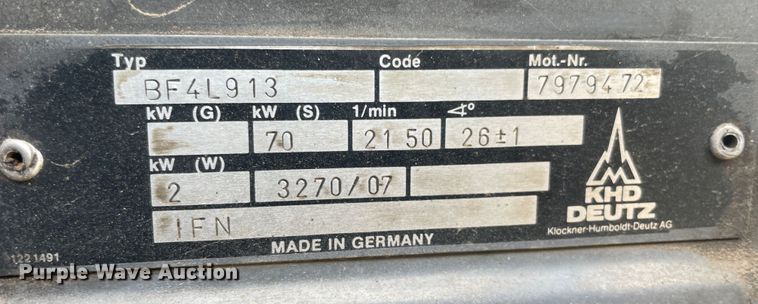 Typ Code Mot.-Nr.
BF4L913 7979472
kW (G) kW (S) 1/min ∢°
70 2150 26±1
kW (W)
2 3270/07
IFN
KHD
DEUTZ
Klöckner-Humboldt-Deutz AG
MADE IN GERMANY
1221491
Purple Wave Auction